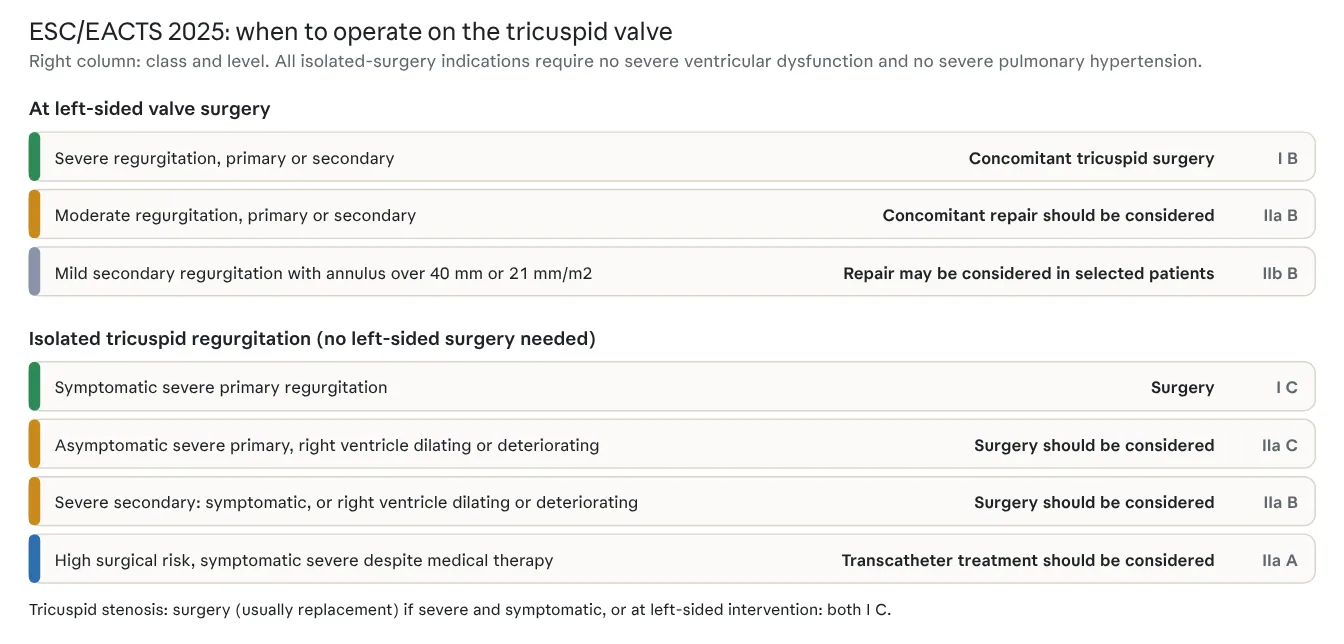 ESC/EACTS 2025: when to operate on the tricuspid valve
Right column: class and level. All isolated-surgery indications require no severe ventricular dysfunction and no severe pulmonary hypertension.
At left-sided valve surgery
Severe regurgitation, primary or secondary Concomitant tricuspid surgery I B
Moderate regurgitation, primary or secondary Concomitant repair should be considered IIa B
Mild secondary regurgitation with annulus over 40 mm or 21 mm/m2 Repair may be considered in selected patients IIb B
Isolated tricuspid regurgitation (no left-sided surgery needed)
Symptomatic severe primary regurgitation Surgery I C
Asymptomatic severe primary, right ventricle dilating or deteriorating Surgery should be considered IIa C
Severe secondary: symptomatic, or right ventricle dilating or deteriorating Surgery should be considered IIa B
High surgical risk, symptomatic severe despite medical therapy Transcatheter treatment should be considered IIa A
Tricuspid stenosis: surgery (usually replacement) if severe and symptomatic, or at left-sided intervention: both I C.